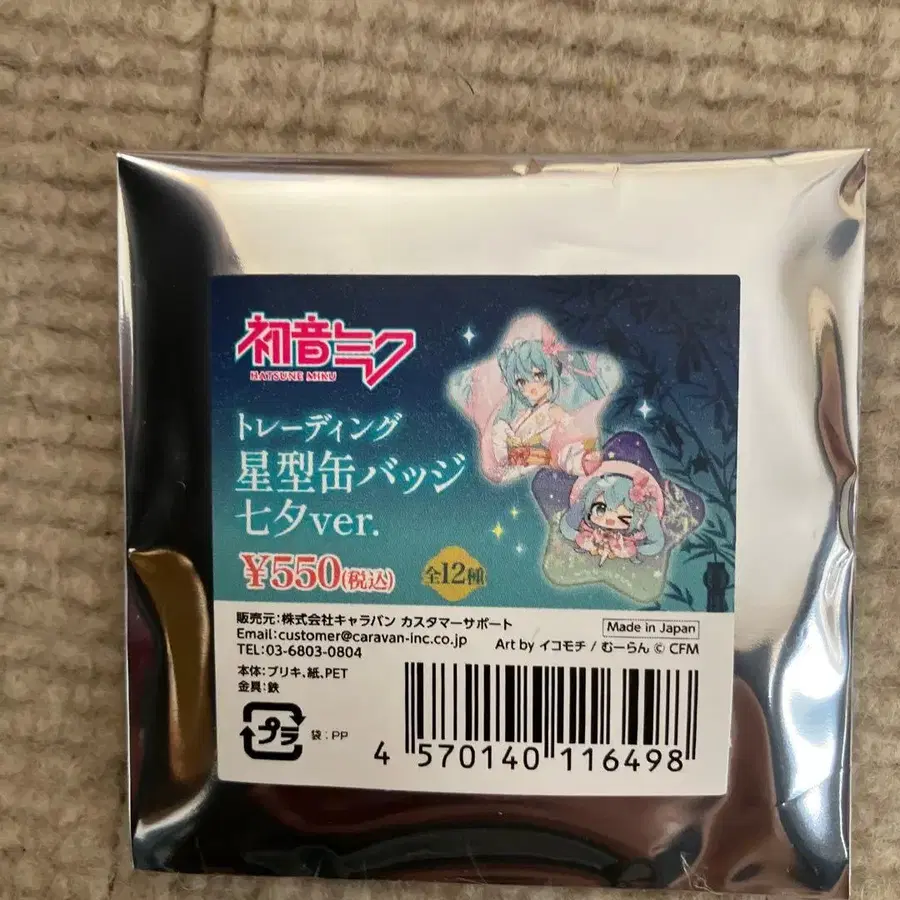 初音ミク
HATSUNE MIKU
トレーディング
星型缶バッジ
七夕ver.
¥550(税込)
全12種
販売元:株式会社キャラバン カスタマーサポート
Email:customer@caravan-inc.co.jp
Made in Japan
TEL:03-6803-0804
Art by イコモチ / むーらん © CFM
本体:ブリキ、紙、PET
金具:鉄
プラ
袋:PP
4 570140 116498